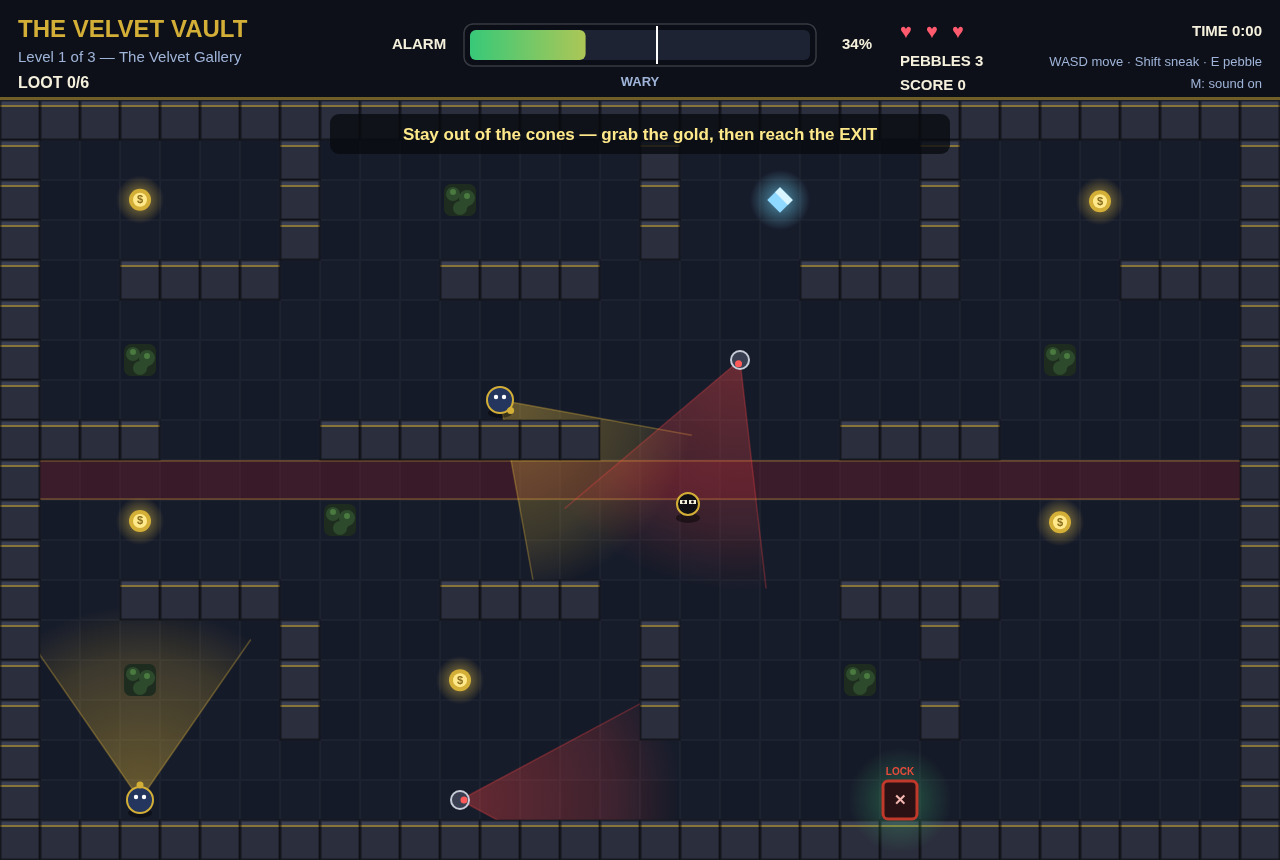 THE VELVET VAULT
Level 1 of 3 — The Velvet Gallery
LOOT 0/6
ALARM
34%
WARY
♥ ♥ ♥
PEBBLES 3
SCORE 0
TIME 0:00
WASD move · Shift sneak · E pebble
M: sound on
Stay out of the cones — grab the gold, then reach the EXIT
$
$
$
$
$
LOCK
✕